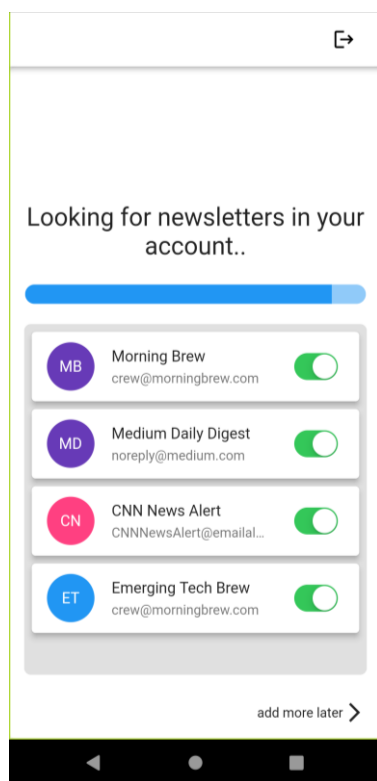 Looking for newsletters in your
account..
MB
Morning Brew
crew@morningbrew.com
MD
Medium Daily Digest
noreply@medium.com
CN
CNN News Alert
CNNNewsAlert@emailal...
ET
Emerging Tech Brew
crew@morningbrew.com
add more later